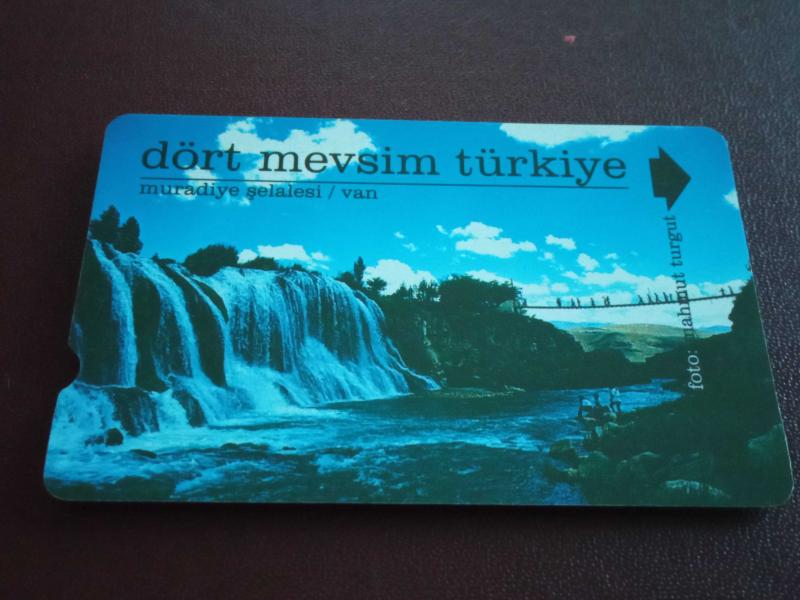 dört mevsim türkiye
muradiye şelalesi / van
foto: mahmut turgut